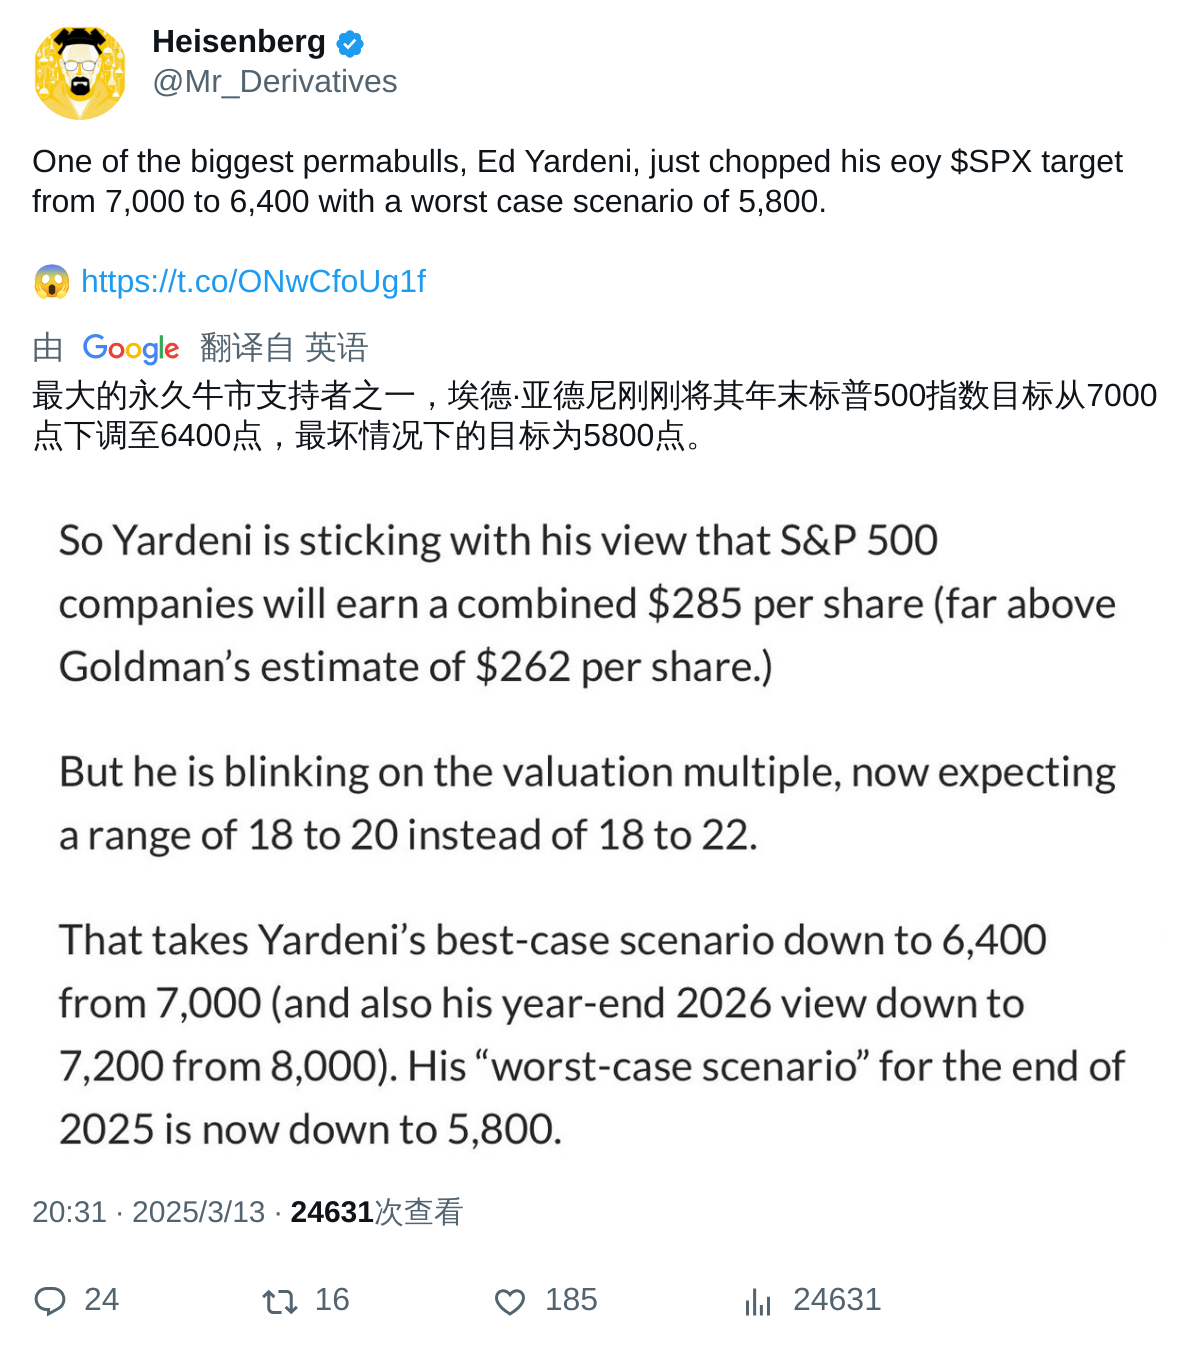 Heisenberg
@Mr_Derivatives
One of the biggest permabulls, Ed Yardeni, just chopped his eoy $SPX target
from 7,000 to 6,400 with a worst case scenario of 5,800.
😱 https://t.co/ONwCfoUg1f
由 Google 翻译自 英语
最大的永久牛市支持者之一，埃德·亚德尼刚刚将其年末标普500指数目标从7000
点下调至6400点，最坏情况下的目标为5800点。
So Yardeni is sticking with his view that S&P 500
companies will earn a combined $285 per share (far above
Goldman’s estimate of $262 per share.)
But he is blinking on the valuation multiple, now expecting
a range of 18 to 20 instead of 18 to 22.
That takes Yardeni’s best-case scenario down to 6,400
from 7,000 (and also his year-end 2026 view down to
7,200 from 8,000). His “worst-case scenario” for the end of
2025 is now down to 5,800.
20:31 · 2025/3/13 · 24631次查看
24 16 185 24631